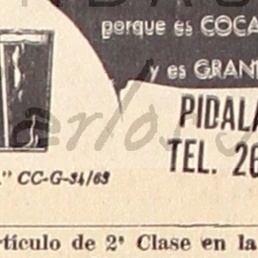 porque es COCA
y es GRAN
PIDALA
TEL. 26
." CC-G-34/63
rtículo de 2ª Clase en la